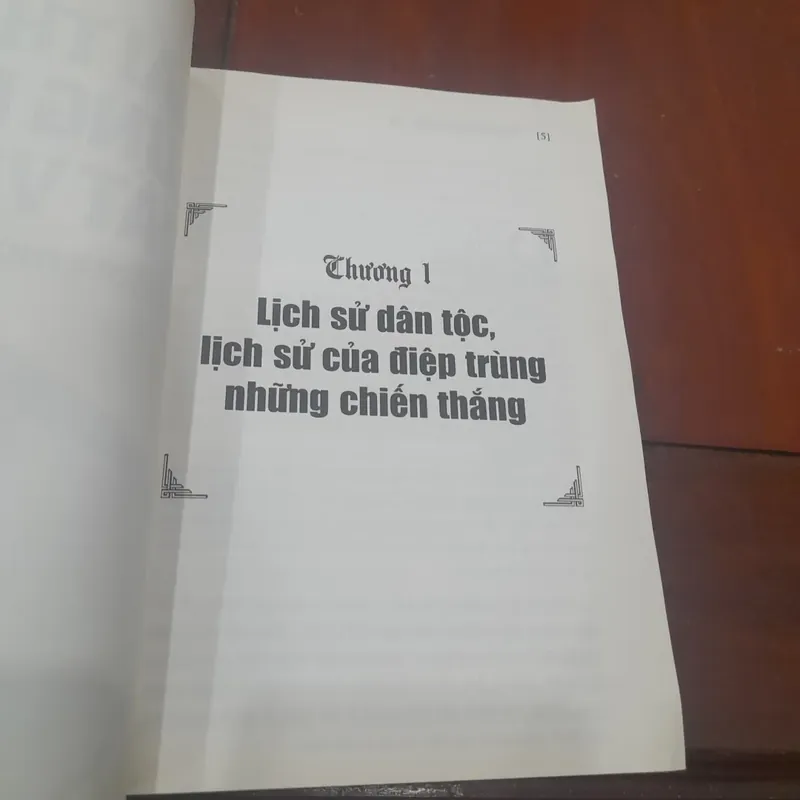 [5]
Chương 1
Lịch sử dân tộc,
lịch sử của điệp trùng
những chiến thắng